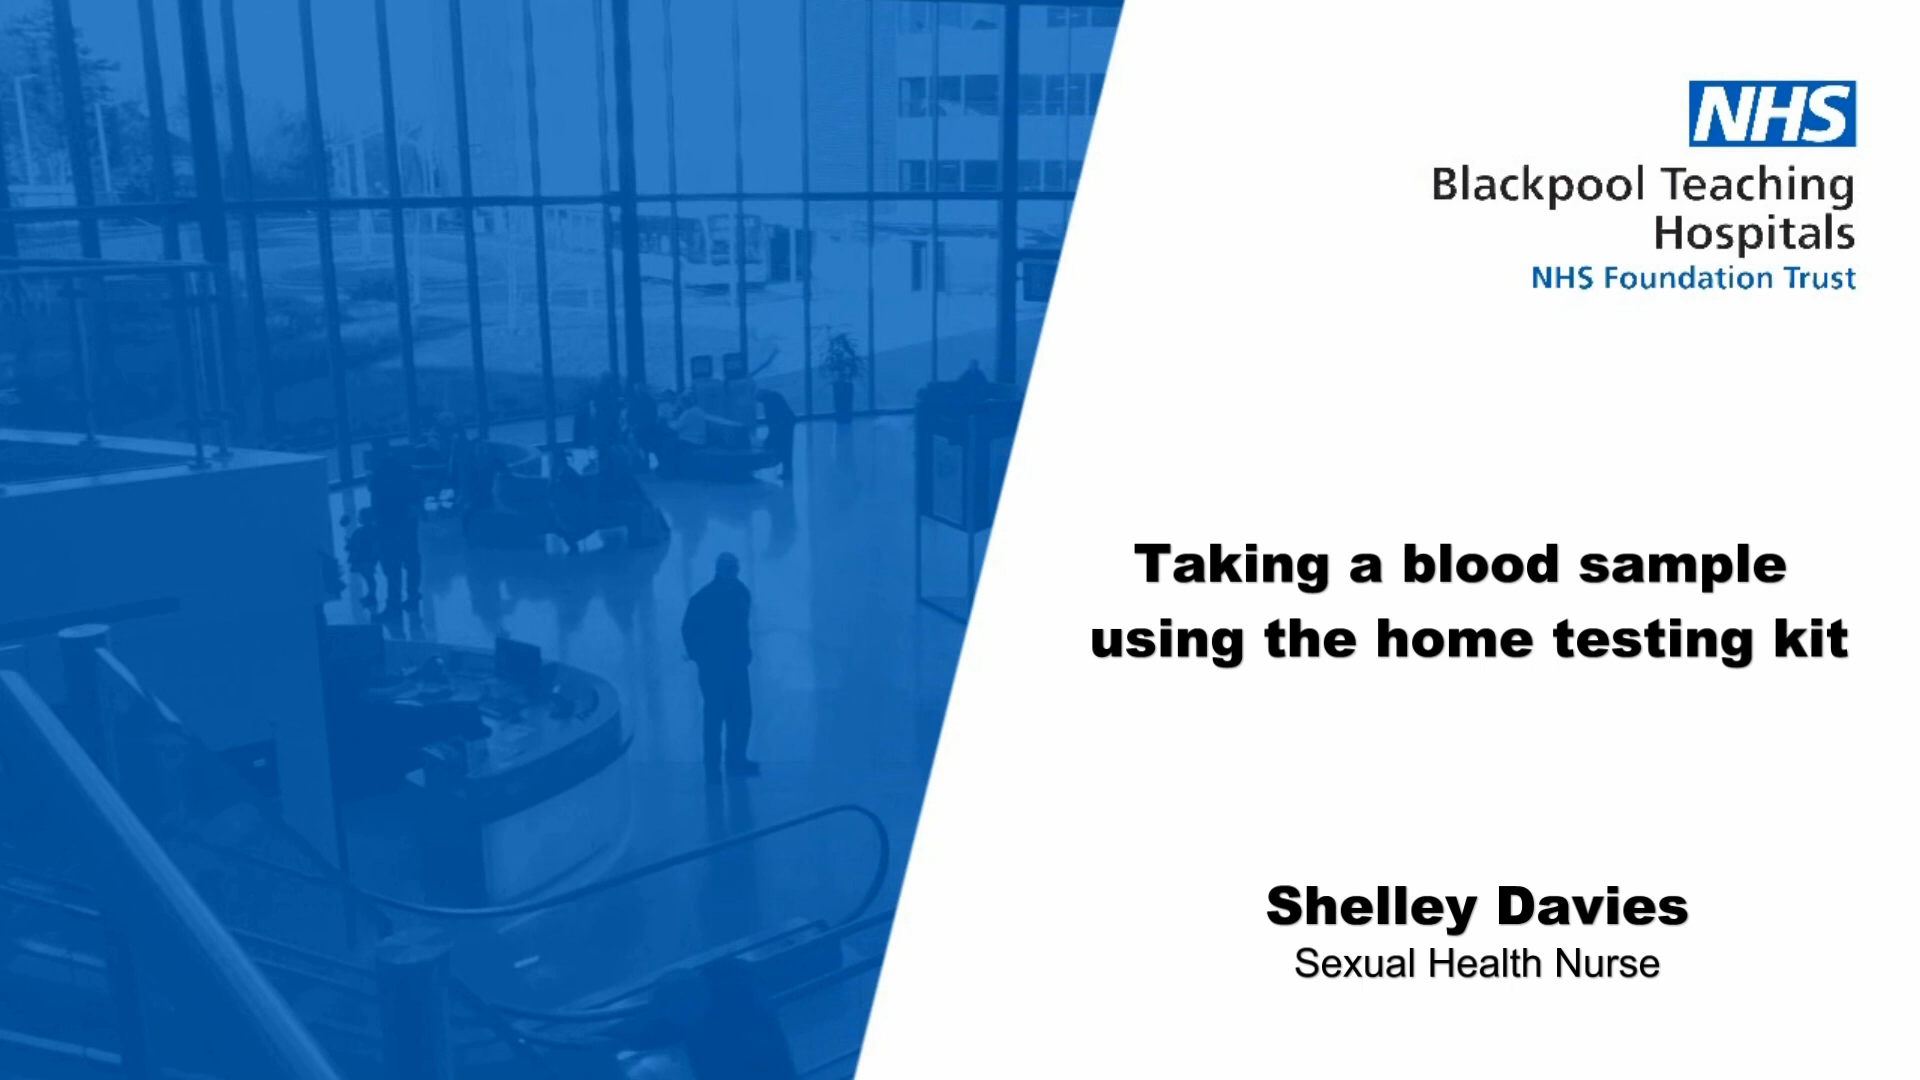 NHS
Blackpool Teaching
Hospitals
NHS Foundation Trust
Taking a blood sample
using the home testing kit
Shelley Davies
Sexual Health Nurse